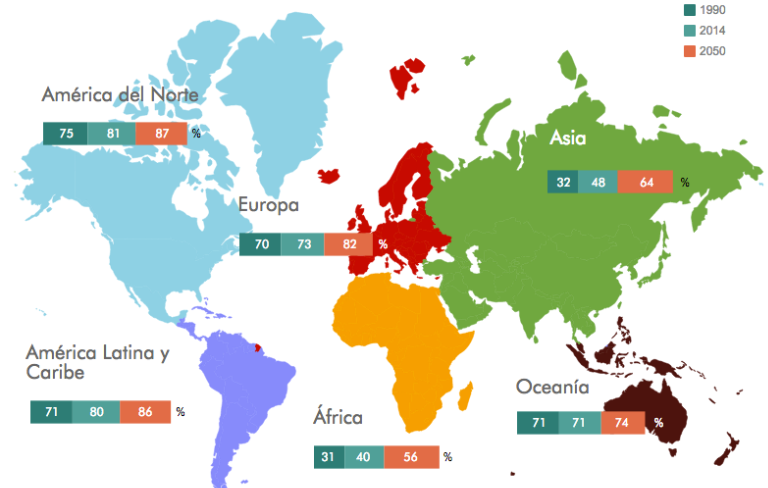 1990
2014
2050
América del Norte
75 81 87 %
Asia
32 48 64 %
Europa
70 73 82 %
América Latina y
Caribe
71 80 86 %
África
31 40 56 %
Oceanía
71 71 74 %